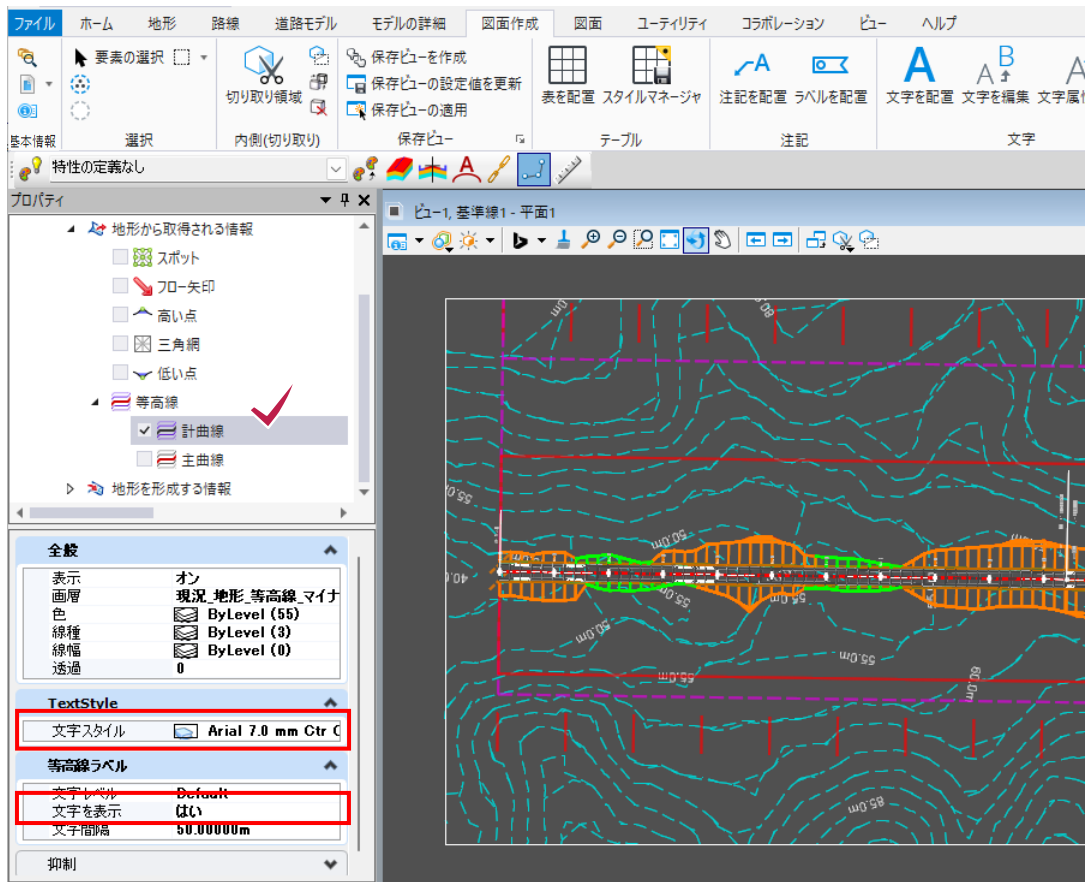 ファイル ホーム 地形 路線 道路モデル モデルの詳細 図面作成 図面 ユーティリティ コラボレーション ビュー ヘルプ
要素の選択
切り取り領域
保存ビューを作成
保存ビューの設定値を更新
保存ビューの適用
表を配置 スタイルマネージャ
注記を配置 ラベルを配置
文字を配置 文字を編集 文字属
基本情報 選択 内側(切り取り) 保存ビュー テーブル 注記 文字
特性の定義なし
プロパティ
地形から取得される情報
スポット
フロー矢印
高い点
三角網
低い点
等高線
計曲線
主曲線
地形を形成する情報
全般
表示 オン
画層 現況_地形_等高線_マイナ
色 ByLevel (55)
線種 ByLevel (3)
線幅 ByLevel (0)
透過 0
TextStyle
文字スタイル Arial 7.0 mm Ctr C
等高線ラベル
文字レベル Default
文字を表示 はい
文字間隔 50.00000m
抑制
ビュー1, 基準線1 - 平面1
80.0m
55.0m
50.0m
50.0m
55.0m
55.0m
50.0m
55.0m
55.0m
60.0m
85.0m